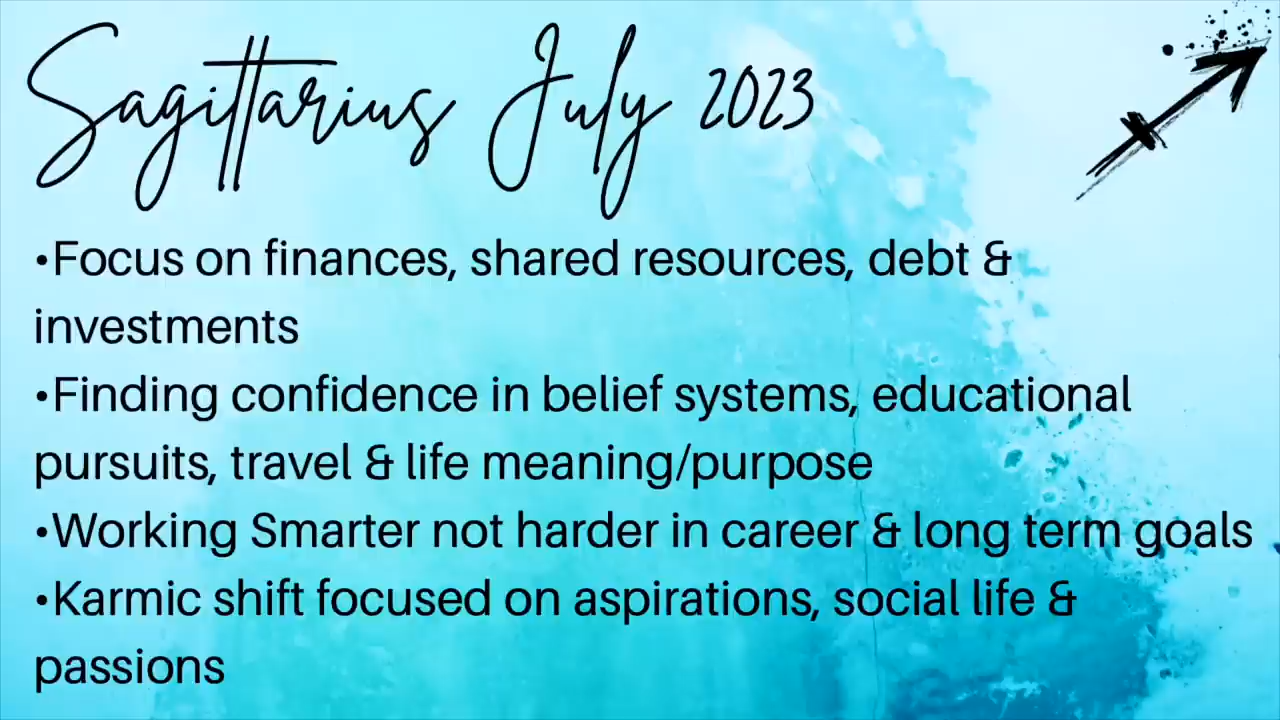 Sagittarius July 2023
•Focus on finances, shared resources, debt &
investments
•Finding confidence in belief systems, educational
pursuits, travel & life meaning/purpose
•Working Smarter not harder in career & long term goals
•Karmic shift focused on aspirations, social life &
passions